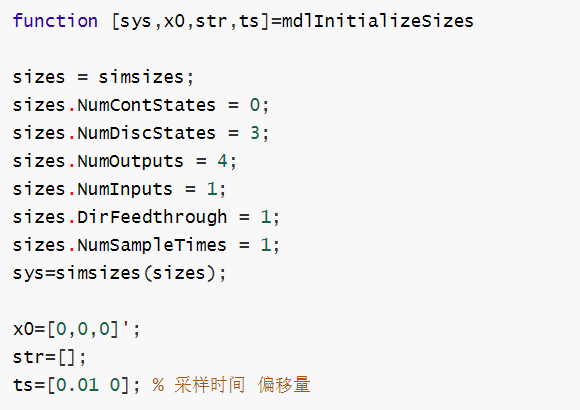 function [sys,x0,str,ts]=mdlInitializeSizes
sizes = simsizes;
sizes.NumContStates = 0;
sizes.NumDiscStates = 3;
sizes.NumOutputs = 4;
sizes.NumInputs = 1;
sizes.DirFeedthrough = 1;
sizes.NumSampleTimes = 1;
sys=simsizes(sizes);
x0=[0,0,0]';
str=[];
ts=[0.01 0]; % 采样时间 偏移量